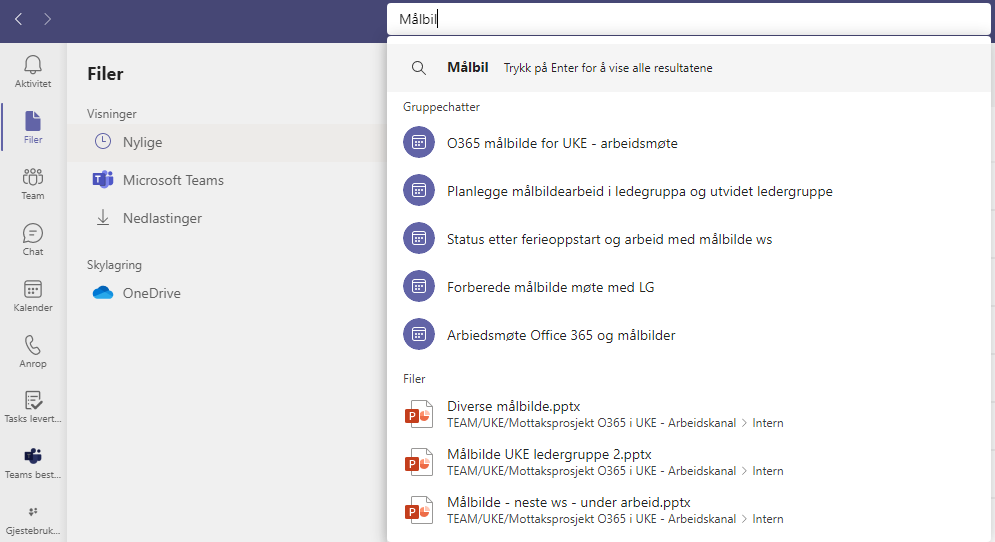 Målbil
Aktivitet
Filer
Team
Chat
Kalender
Anrop
Tasks levert...
Teams best...
Gjestebruk...
Filer
Visninger
Nylige
Microsoft Teams
Nedlastinger
Skylagring
OneDrive
Målbil Trykk på Enter for å vise alle resultatene
Gruppechatter
O365 målbilde for UKE - arbeidsmøte
Planlegge målbildearbeid i ledegruppa og utvidet ledergruppe
Status etter ferieoppstart og arbeid med målbilde ws
Forberede målbilde møte med LG
Arbiedsmøte Office 365 og målbilder
Filer
Diverse målbilde.pptx
TEAM/UKE/Mottaksprosjekt O365 i UKE - Arbeidskanal > Intern
Målbilde UKE ledergruppe 2.pptx
TEAM/UKE/Mottaksprosjekt O365 i UKE - Arbeidskanal > Intern
Målbilde - neste ws - under arbeid.pptx
TEAM/UKE/Mottaksprosjekt O365 i UKE - Arbeidskanal > Intern